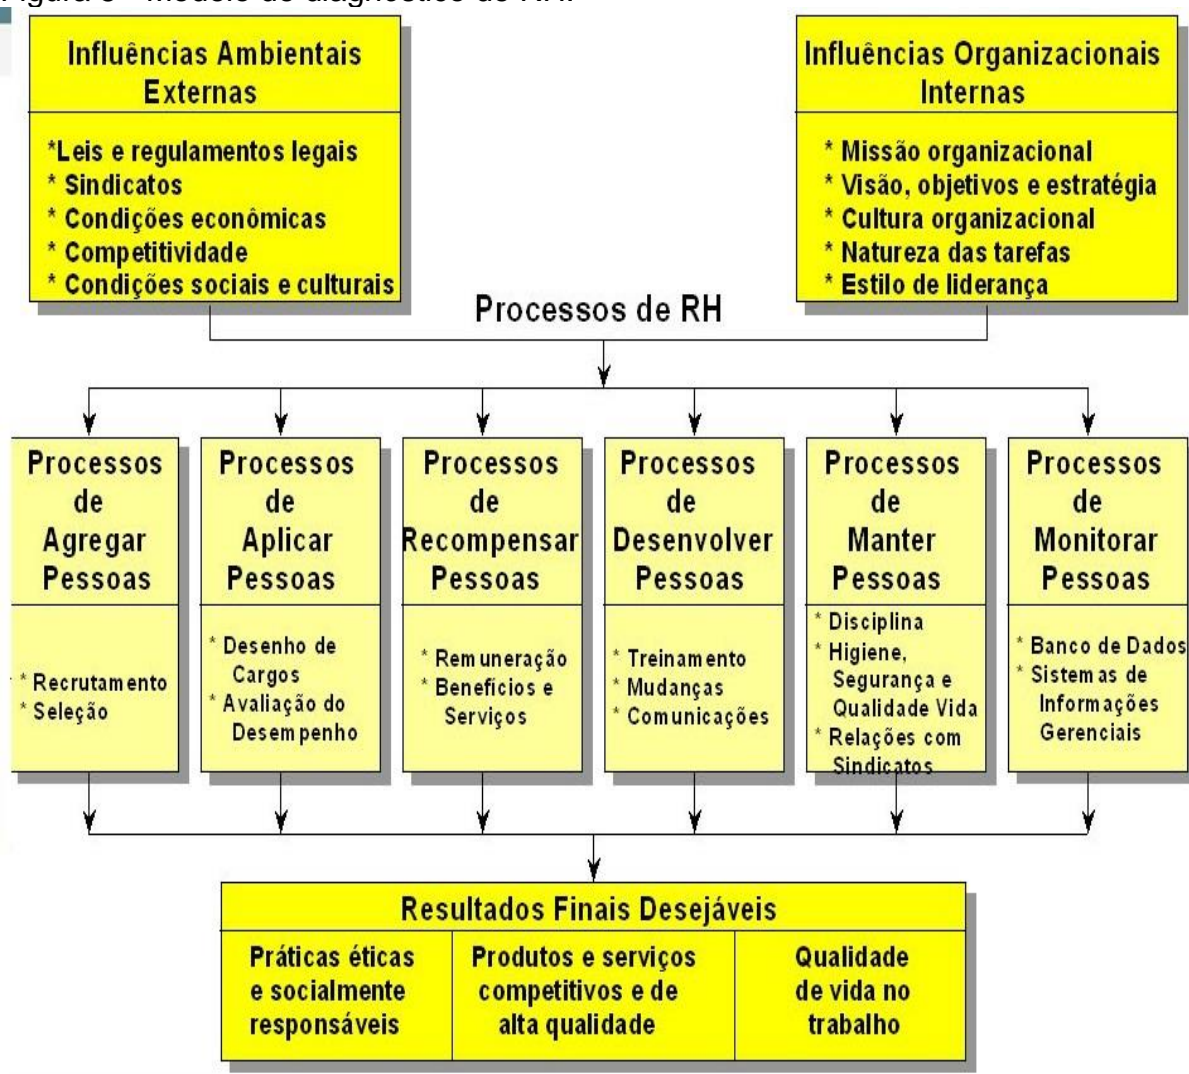 Influências Ambientais
Externas
*Leis e regulamentos legais
* Sindicatos
* Condições econômicas
* Competitividade
* Condições sociais e culturais
Influências Organizacionais
Internas
* Missão organizacional
* Visão, objetivos e estratégia
* Cultura organizacional
* Natureza das tarefas
* Estilo de liderança
Processos de RH
Processos
de
Agregar
Pessoas
* Recrutamento
* Seleção
Processos
de
Aplicar
Pessoas
* Desenho de
Cargos
* Avaliação do
Desempenho
Processos
de
Recompensar
Pessoas
* Remuneração
* Benefícios e
Serviços
Processos
de
Desenvolver
Pessoas
* Treinamento
* Mudanças
* Comunicações
Processos
de
Manter
Pessoas
* Disciplina
* Higiene,
Segurança e
Qualidade Vida
* Relações com
Sindicatos
Processos
de
Monitorar
Pessoas
* Banco de Dados
* Sistemas de
Informações
Gerenciais
Resultados Finais Desejáveis
Práticas éticas
e socialmente
responsáveis
Produtos e serviços
competitivos e de
alta qualidade
Qualidade
de vida no
trabalho